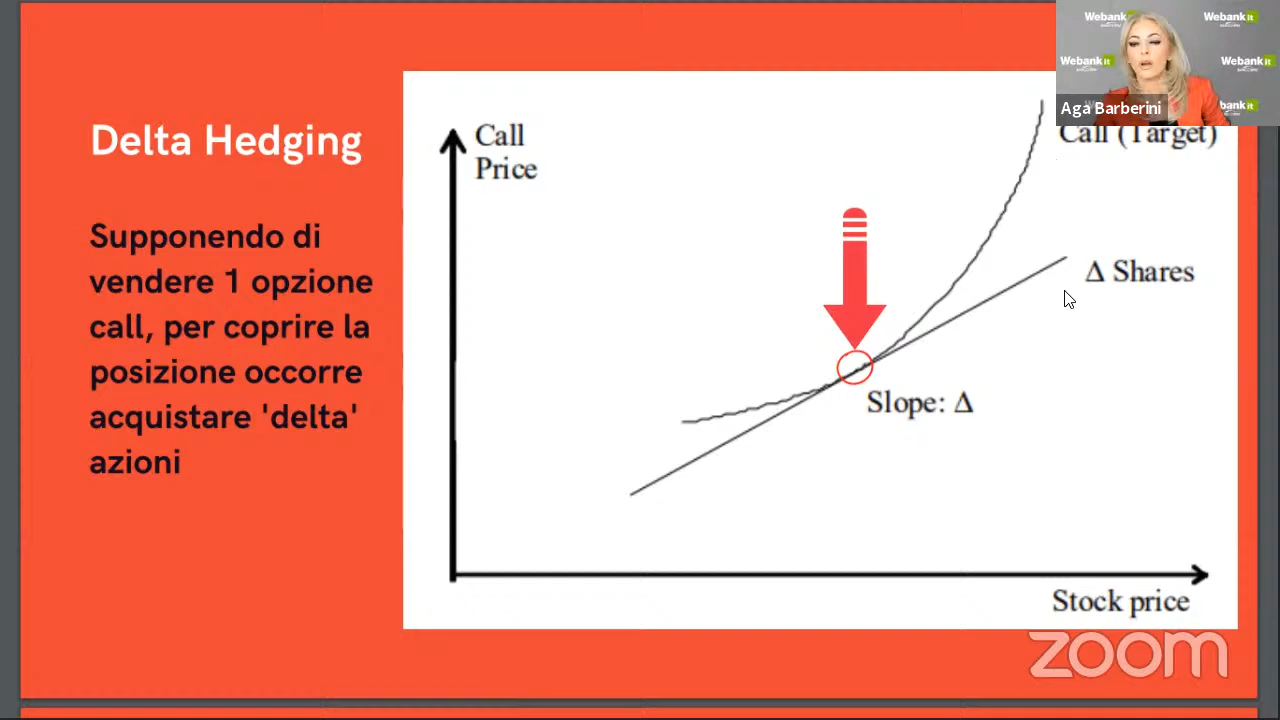 Delta Hedging
Supponendo di
vendere 1 opzione
call, per coprire la
posizione occorre
acquistare 'delta'
azioni
Call
Price
Call (Target)
Δ Shares
Slope: Δ
Stock price
Webank it
Webank it
Webank it
Webank it
Aga Barberini
bank it
zoom